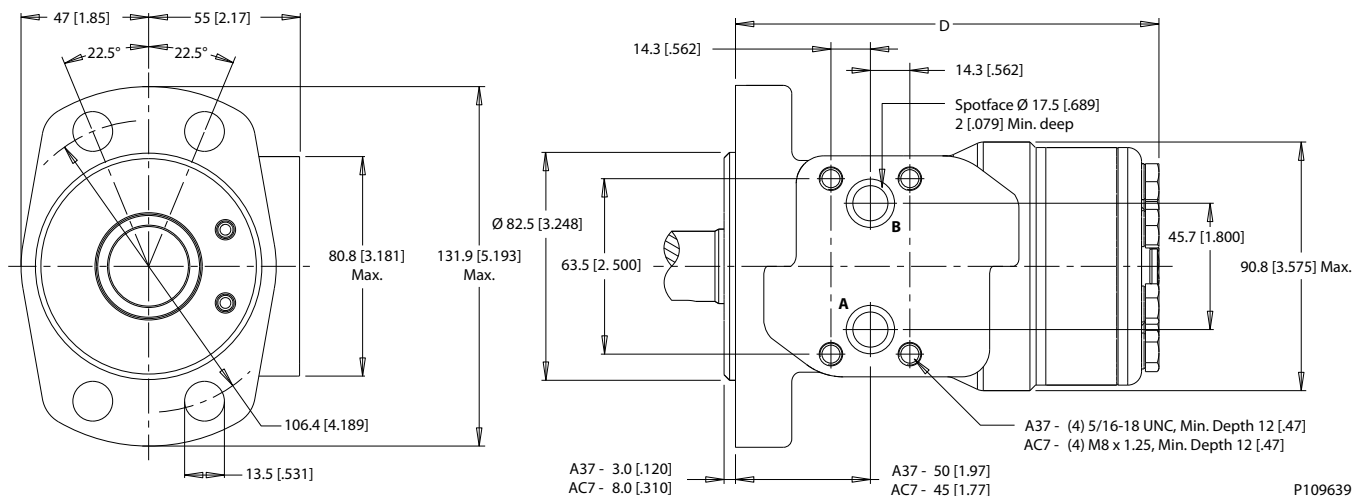 47 [1.85]
55 [2.17]
22.5°
22.5°
80.8 [3.181]
Max.
131.9 [5.193]
Max.
106.4 [4.189]
13.5 [.531]
D
14.3 [.562]
14.3 [.562]
Spotface Ø 17.5 [.689]
2 [.079] Min. deep
Ø 82.5 [3.248]
63.5 [2. 500]
B
A
45.7 [1.800]
90.8 [3.575] Max.
A37 - (4) 5/16-18 UNC, Min. Depth 12 [.47]
AC7 - (4) M8 x 1.25, Min. Depth 12 [.47]
A37 - 3.0 [.120]
AC7 - 8.0 [.310]
A37 - 50 [1.97]
AC7 - 45 [1.77]
P109639